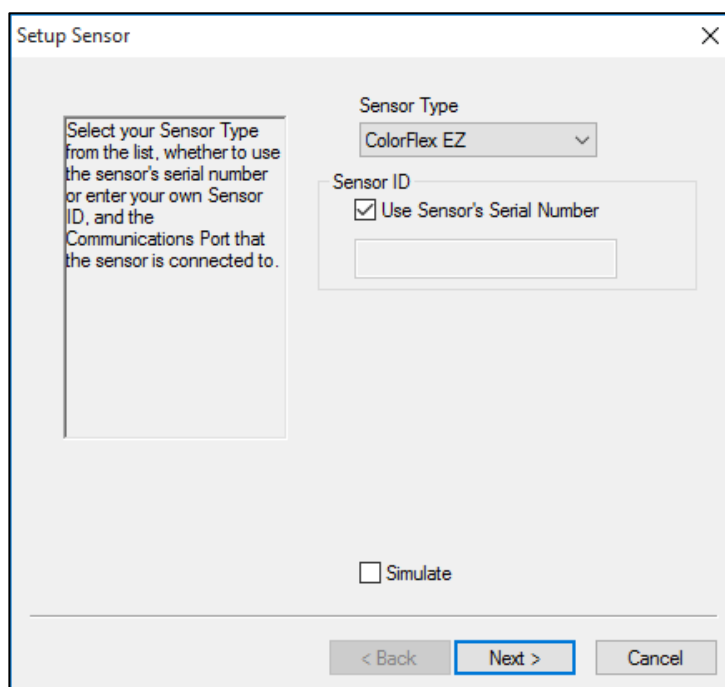 Setup Sensor
Select your Sensor Type
from the list, whether to use
the sensor's serial number
or enter your own Sensor
ID, and the
Communications Port that
the sensor is connected to.
Sensor Type
ColorFlex EZ
Sensor ID
Use Sensor's Serial Number
Simulate
< Back
Next >
Cancel